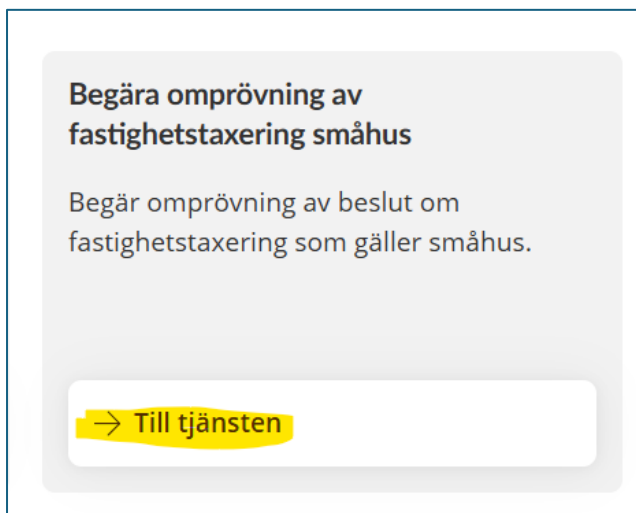 Begära omprövning av
fastighetstaxering småhus
Begär omprövning av beslut om
fastighetstaxering som gäller småhus.
→ Till tjänsten